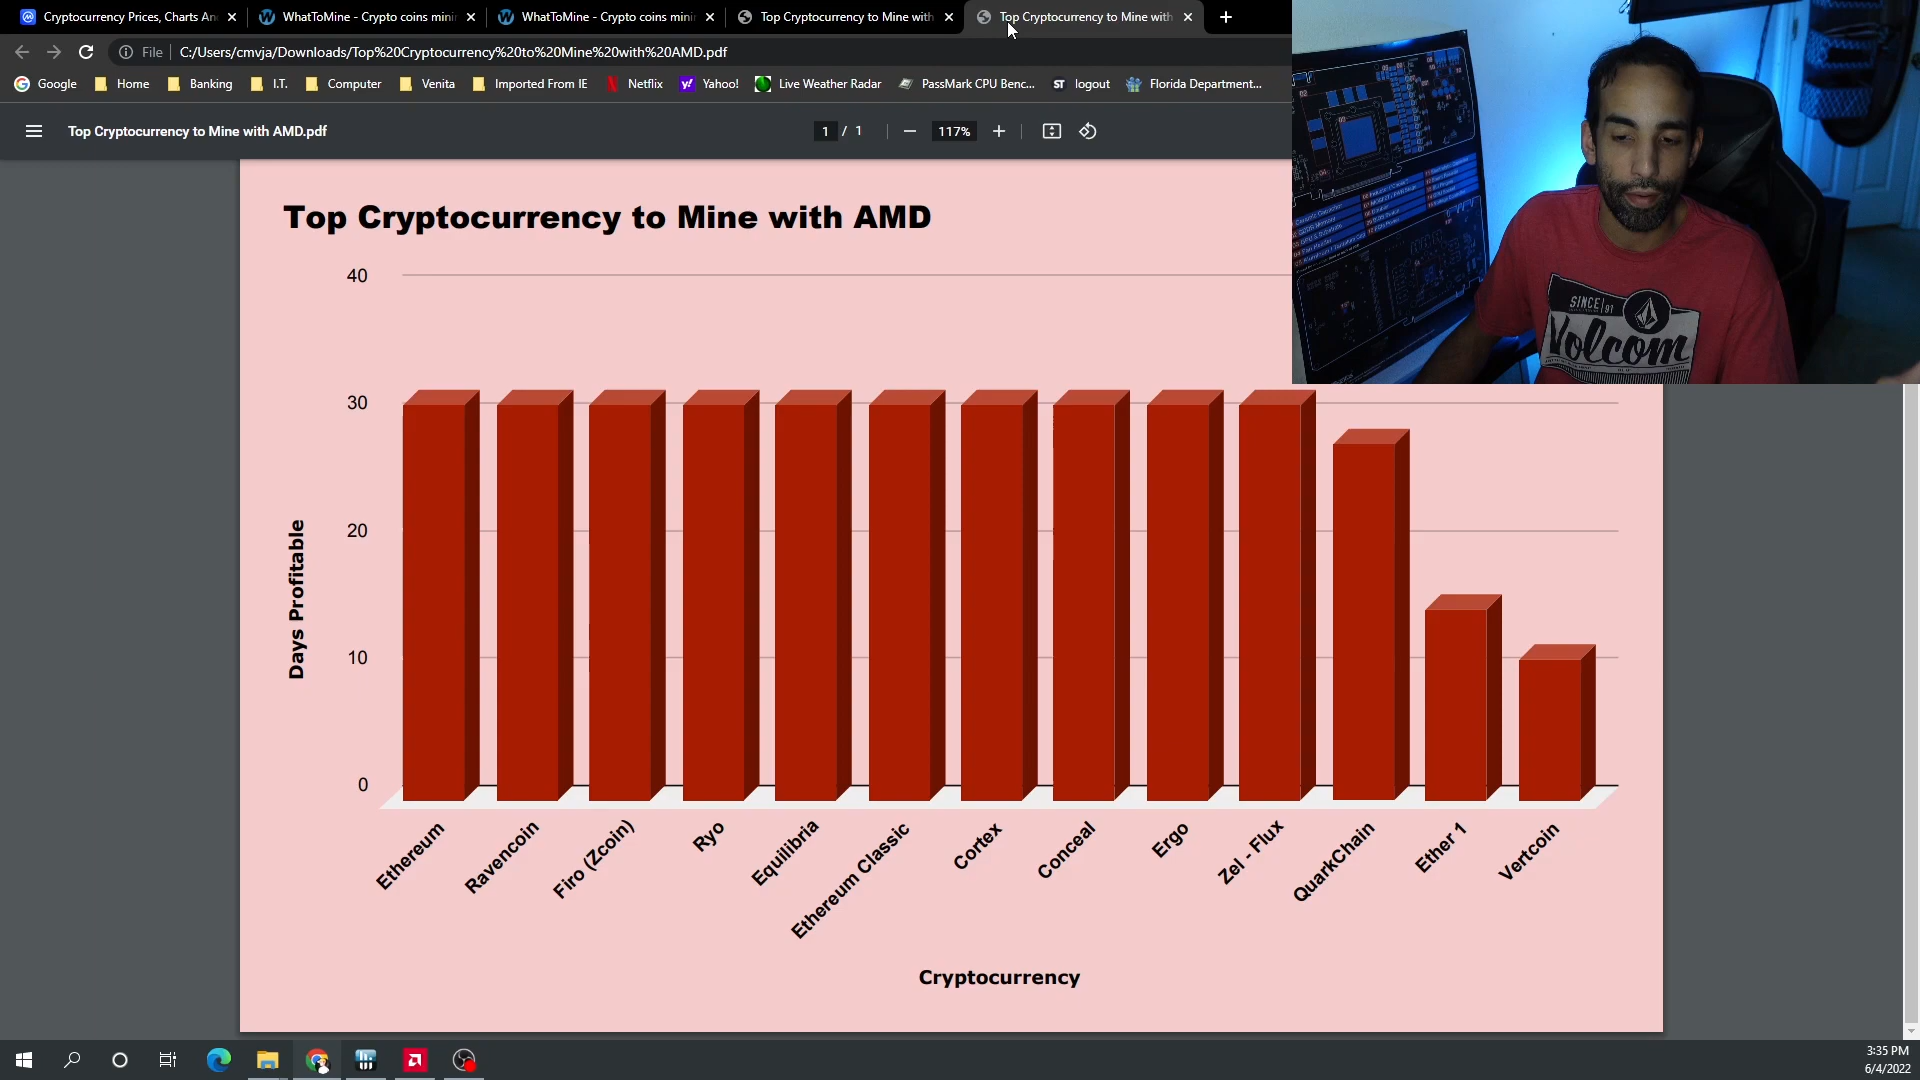 Cryptocurrency Prices, Charts An
WhatToMine - Crypto coins mini
WhatToMine - Crypto coins mini
Top Cryptocurrency to Mine with
Top Cryptocurrency to Mine with
File
C:/Users/cmvja/Downloads/Top%20Cryptocurrency%20to%20Mine%20with%20AMD.pdf
Google
Home
Banking
I.T.
Computer
Venita
Imported From IE
Netflix
Yahoo!
Live Weather Radar
PassMark CPU Benc...
logout
Florida Department...
Top Cryptocurrency to Mine with AMD.pdf
1 / 1
117%
Top Cryptocurrency to Mine with AMD
40
30
20
10
0
Days Profitable
Ethereum
Ravencoin
Firo (Zcoin)
Ryo
Equilibria
Ethereum Classic
Cortex
Conceal
Ergo
Zel - Flux
QuarkChain
Ether 1
Vertcoin
Cryptocurrency
SINCE 91
Volcom
3:35 PM
6/4/2022